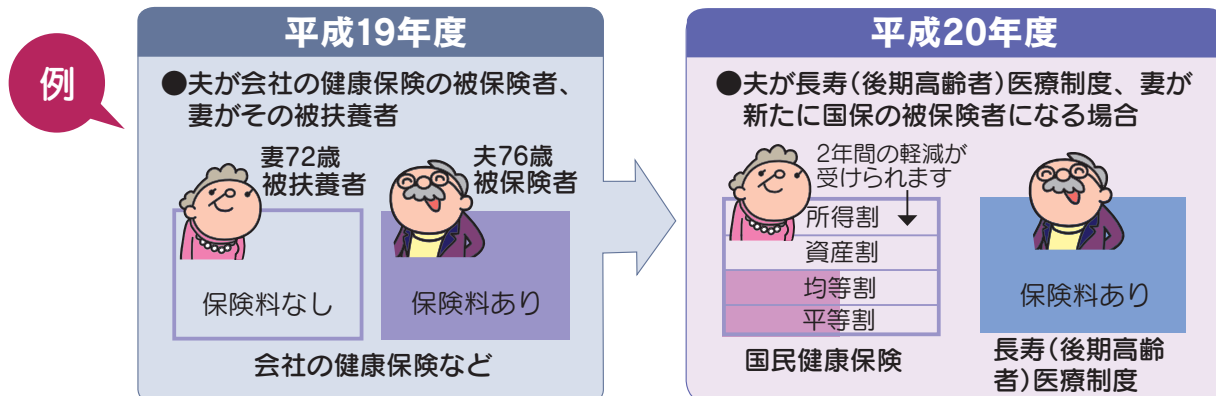 例
平成19年度
●夫が会社の健康保険の被保険者、
妻がその被扶養者
妻72歳
被扶養者
夫76歳
被保険者
保険料なし
保険料あり
会社の健康保険など
平成20年度
●夫が長寿(後期高齢者)医療制度、妻が
新たに国保の被保険者になる場合
2年間の軽減が
受けられます
所得割
資産割
均等割
平等割
国民健康保険
保険料あり
長寿(後期高齢
者)医療制度